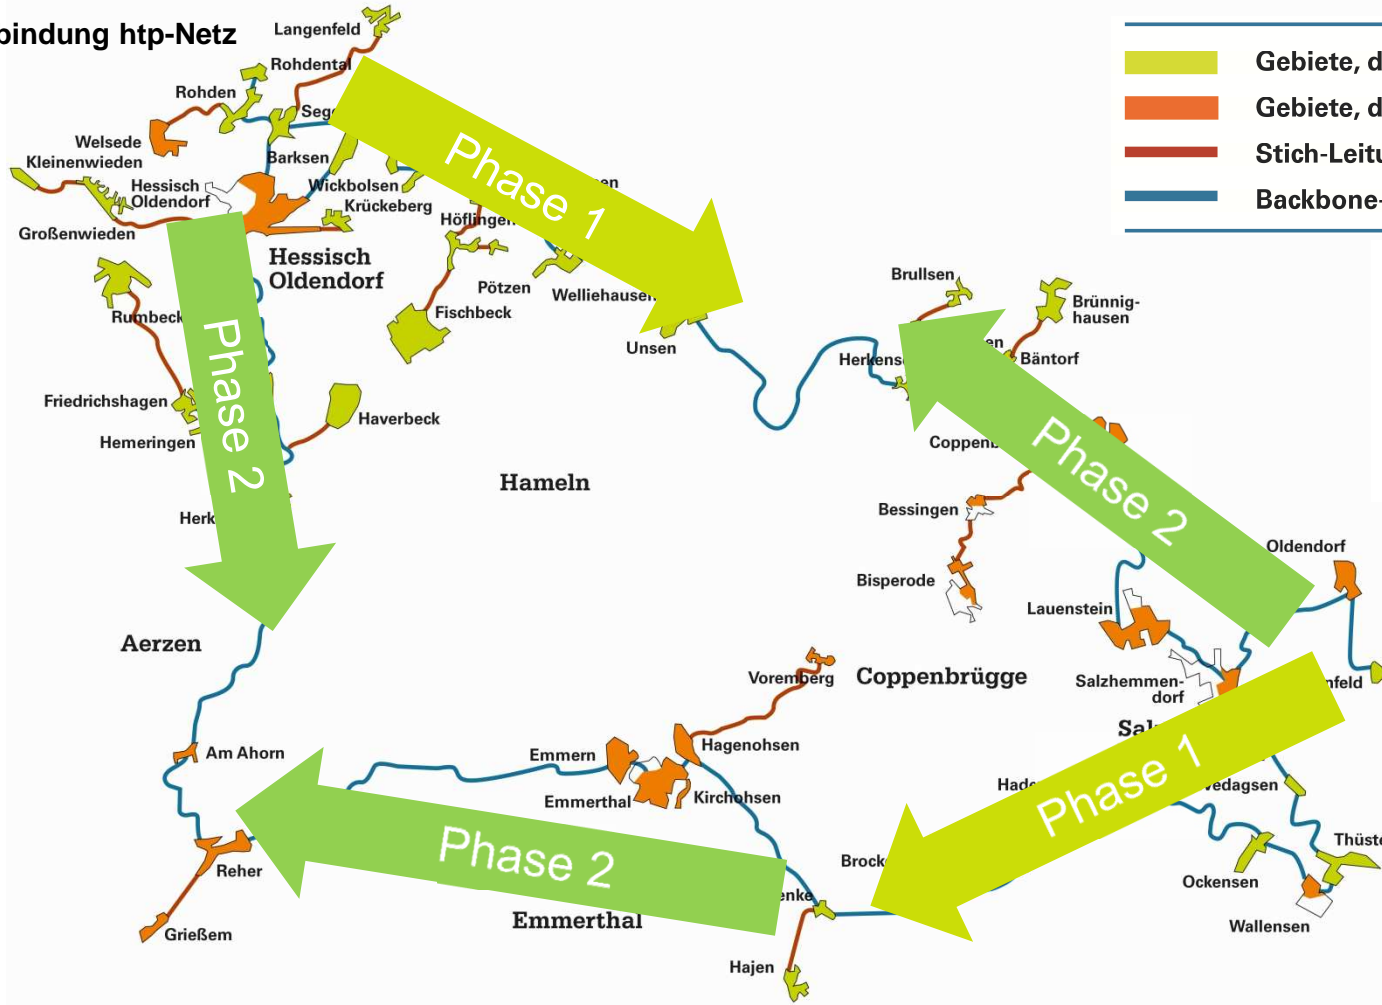 bindung htp-Netz
Langenfeld
Rohdental
Rohden
Welsede
Kleinenwieden
Barksen
Hessisch
Oldendorf
Wickbolsen
Krückeberg
Großenwieden
Höflingen
Hessisch
Oldendorf
Pötzen
Welliehausen
Rumbeck
Fischbeck
Unsen
Friedrichshagen
Haverbeck
Hemeringen
Phase 1
Phase 2
Gebiete, d
Gebiete, d
Stich-Leitu
Backbone-
Brullsen
Brünnig-
hausen
Bäntorf
Hameln
Bessingen
Bisperode
Phase 2
Oldendorf
Lauenstein
Aerzen
Voremberg
Coppenbrügge
Salzhemmen-
dorf
nfeld
Am Ahorn
Emmern
Hagenohsen
Emmerthal
Kirchohsen
Phase 1
Phase 2
Reher
Ockensen
Wallensen
Emmerthal
Grießem
Hajen